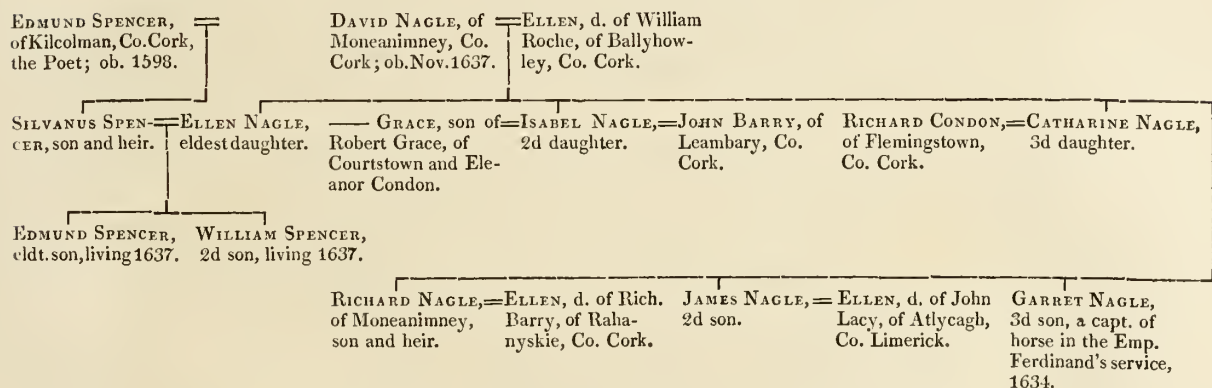 EDMUND SPENCER,
of Kilcolman, Co. Cork,
the Poet; ob. 1598.
DAVID NAGLE, of
Moneanimney, Co.
Cork; ob. Nov. 1637.
ELLEN, d. of William
Roche, of Ballyhow-
ley, Co. Cork.
SILVANUS SPEN-
CER, son and heir.
ELLEN NAGLE,
eldest daughter.
—— GRACE, son of
Robert Grace, of
Courtstown and Ele-
anor Condon.
ISABEL NAGLE,
2d daughter.
JOHN BARRY, of
Leambary, Co.
Cork.
RICHARD CONDON,
of Flemingstown,
Co. Cork.
CATHARINE NAGLE,
3d daughter.
EDMUND SPENCER,
eldt. son, living 1637.
WILLIAM SPENCER,
2d son, living 1637.
RICHARD NAGLE,
of Moneanimney,
son and heir.
ELLEN, d. of Rich.
Barry, of Raha-
nyskie, Co. Cork.
JAMES NAGLE,
2d son.
ELLEN, d. of John
Lacy, of Atlycagh,
Co. Limerick.
GARRET NAGLE,
3d son, a capt. of
horse in the Emp.
Ferdinand's service,
1634.